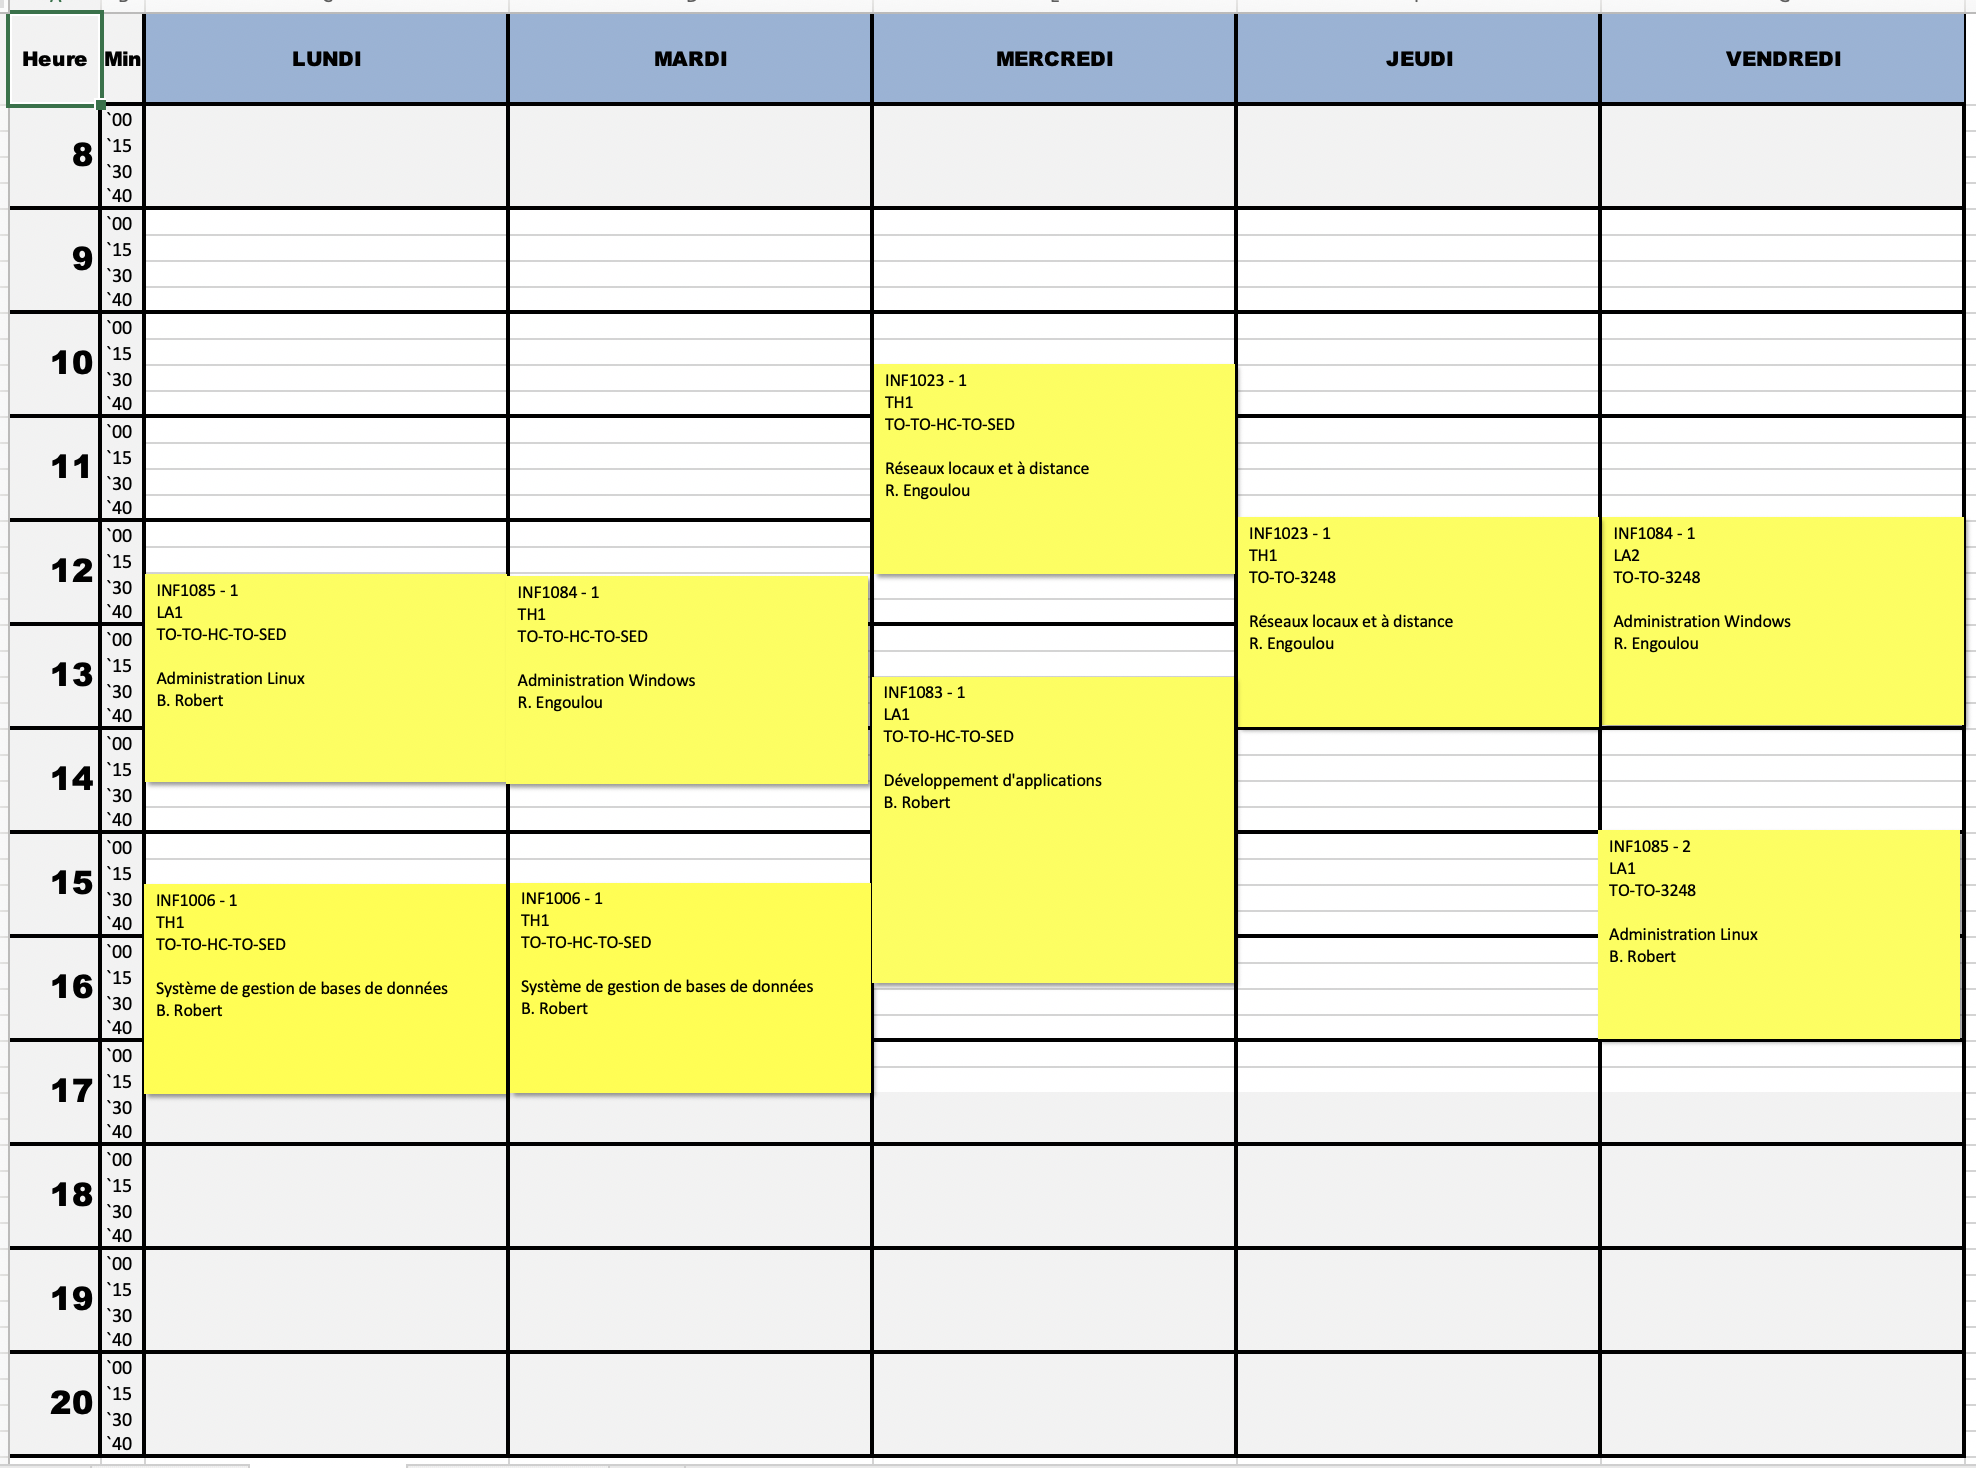 Heure Min LUNDI MARDI MERCREDI JEUDI VENDREDI
8
`00
`15
`30
`40
9
`00
`15
`30
`40
10
`00
`15
`30
`40
11
`00
`15
`30
`40
12
`00
`15
`30
`40
13
`00
`15
`30
`40
14
`00
`15
`30
`40
15
`00
`15
`30
`40
16
`00
`15
`30
`40
17
`00
`15
`30
`40
18
`00
`15
`30
`40
19
`00
`15
`30
`40
20
`00
`15
`30
`40
INF1085 - 1
LA1
TO-TO-HC-TO-SED
Administration Linux
B. Robert
INF1006 - 1
TH1
TO-TO-HC-TO-SED
Système de gestion de bases de données
B. Robert
INF1084 - 1
TH1
TO-TO-HC-TO-SED
Administration Windows
R. Engoulou
INF1006 - 1
TH1
TO-TO-HC-TO-SED
Système de gestion de bases de données
B. Robert
INF1023 - 1
TH1
TO-TO-HC-TO-SED
Réseaux locaux et à distance
R. Engoulou
INF1083 - 1
LA1
TO-TO-HC-TO-SED
Développement d'applications
B. Robert
INF1023 - 1
TH1
TO-TO-3248
Réseaux locaux et à distance
R. Engoulou
INF1084 - 1
LA2
TO-TO-3248
Administration Windows
R. Engoulou
INF1085 - 2
LA1
TO-TO-3248
Administration Linux
B. Robert